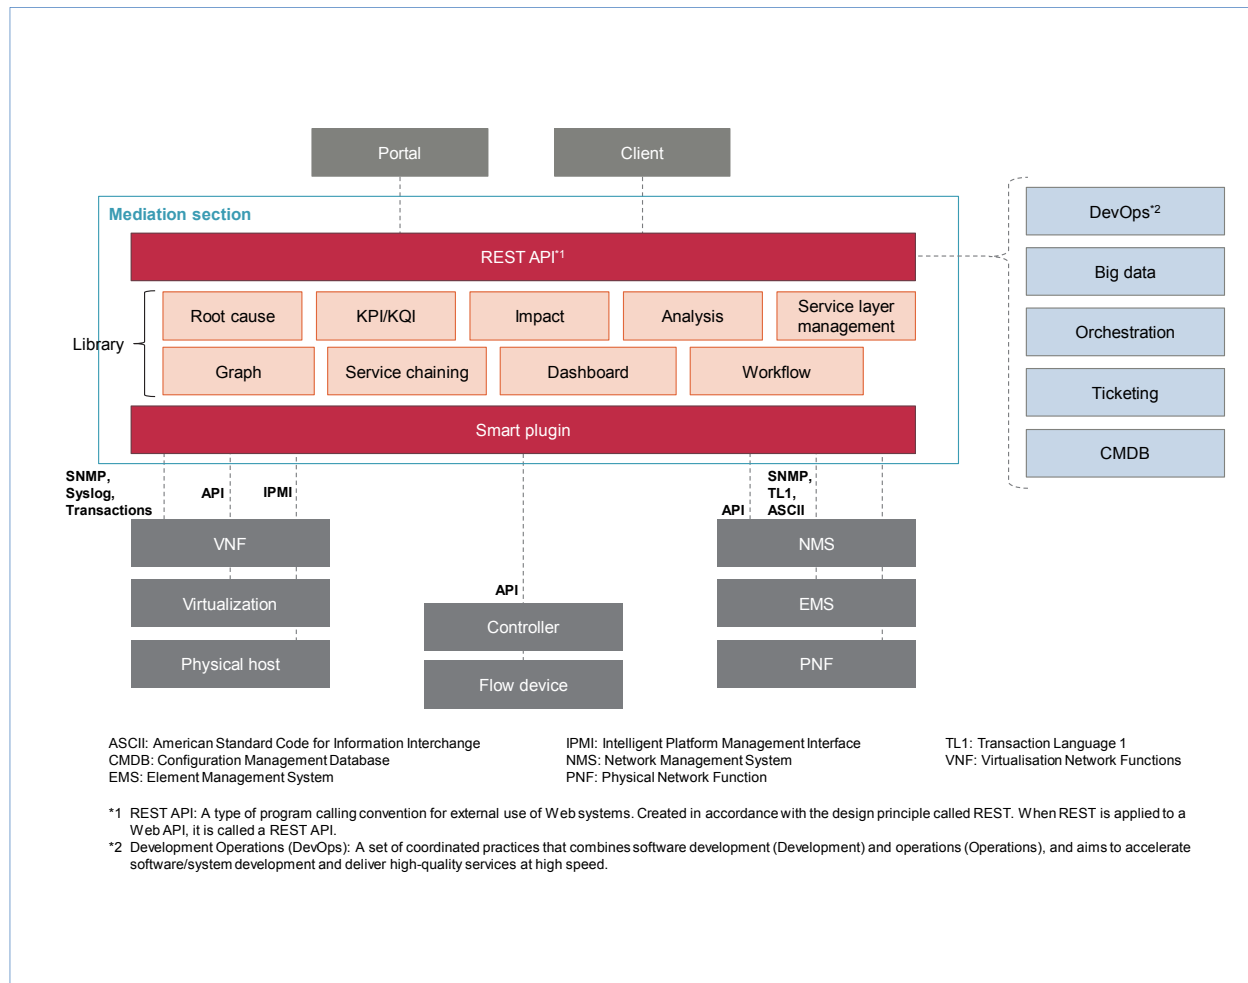 Portal
Client
Mediation section
REST API*1
DevOps*2
Big data
Orchestration
Ticketing
CMDB
Library
Root cause
KPI/KQI
Impact
Analysis
Service layer
management
Graph
Service chaining
Dashboard
Workflow
Smart plugin
SNMP,
Syslog,
Transactions
API
IPMI
API
API
SNMP,
TL1,
ASCII
VNF
Virtualization
Physical host
Controller
Flow device
NMS
EMS
PNF
ASCII: American Standard Code for Information Interchange
CMDB: Configuration Management Database
EMS: Element Management System
IPMI: Intelligent Platform Management Interface
NMS: Network Management System
PNF: Physical Network Function
TL1: Transaction Language 1
VNF: Virtualisation Network Functions
*1 REST API: A type of program calling convention for external use of Web systems. Created in accordance with the design principle called REST. When REST is applied to a
Web API, it is called a REST API.
*2 Development Operations (DevOps): A set of coordinated practices that combines software development (Development) and operations (Operations), and aims to accelerate
software/system development and deliver high-quality services at high speed.